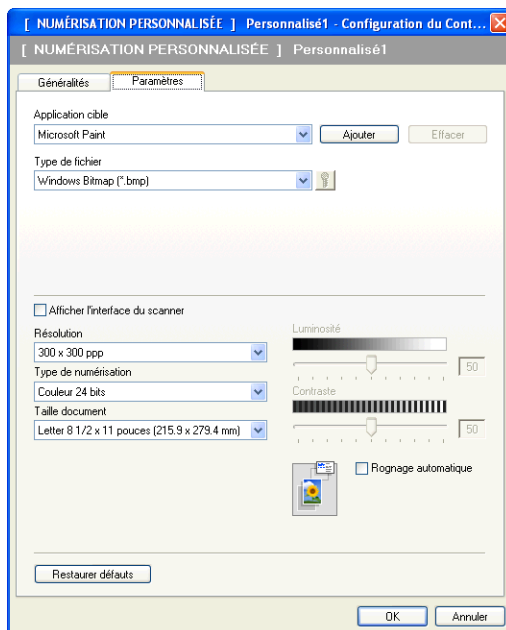 [ NUMÉRISATION PERSONNALISÉE ] Personnalisé1 - Configuration du Cont...
[ NUMÉRISATION PERSONNALISÉE ] Personnalisé1
Généralités Paramètres
Application cible
Microsoft Paint Ajouter Effacer
Type de fichier
Windows Bitmap (*.bmp)
Afficher l'interface du scanner
Résolution
300 x 300 ppp
Type de numérisation
Couleur 24 bits
Taille document
Letter 8 1/2 x 11 pouces (215.9 x 279.4 mm)
Luminosité
50
Contraste
50
Rognage automatique
Restaurer défauts
OK Annuler